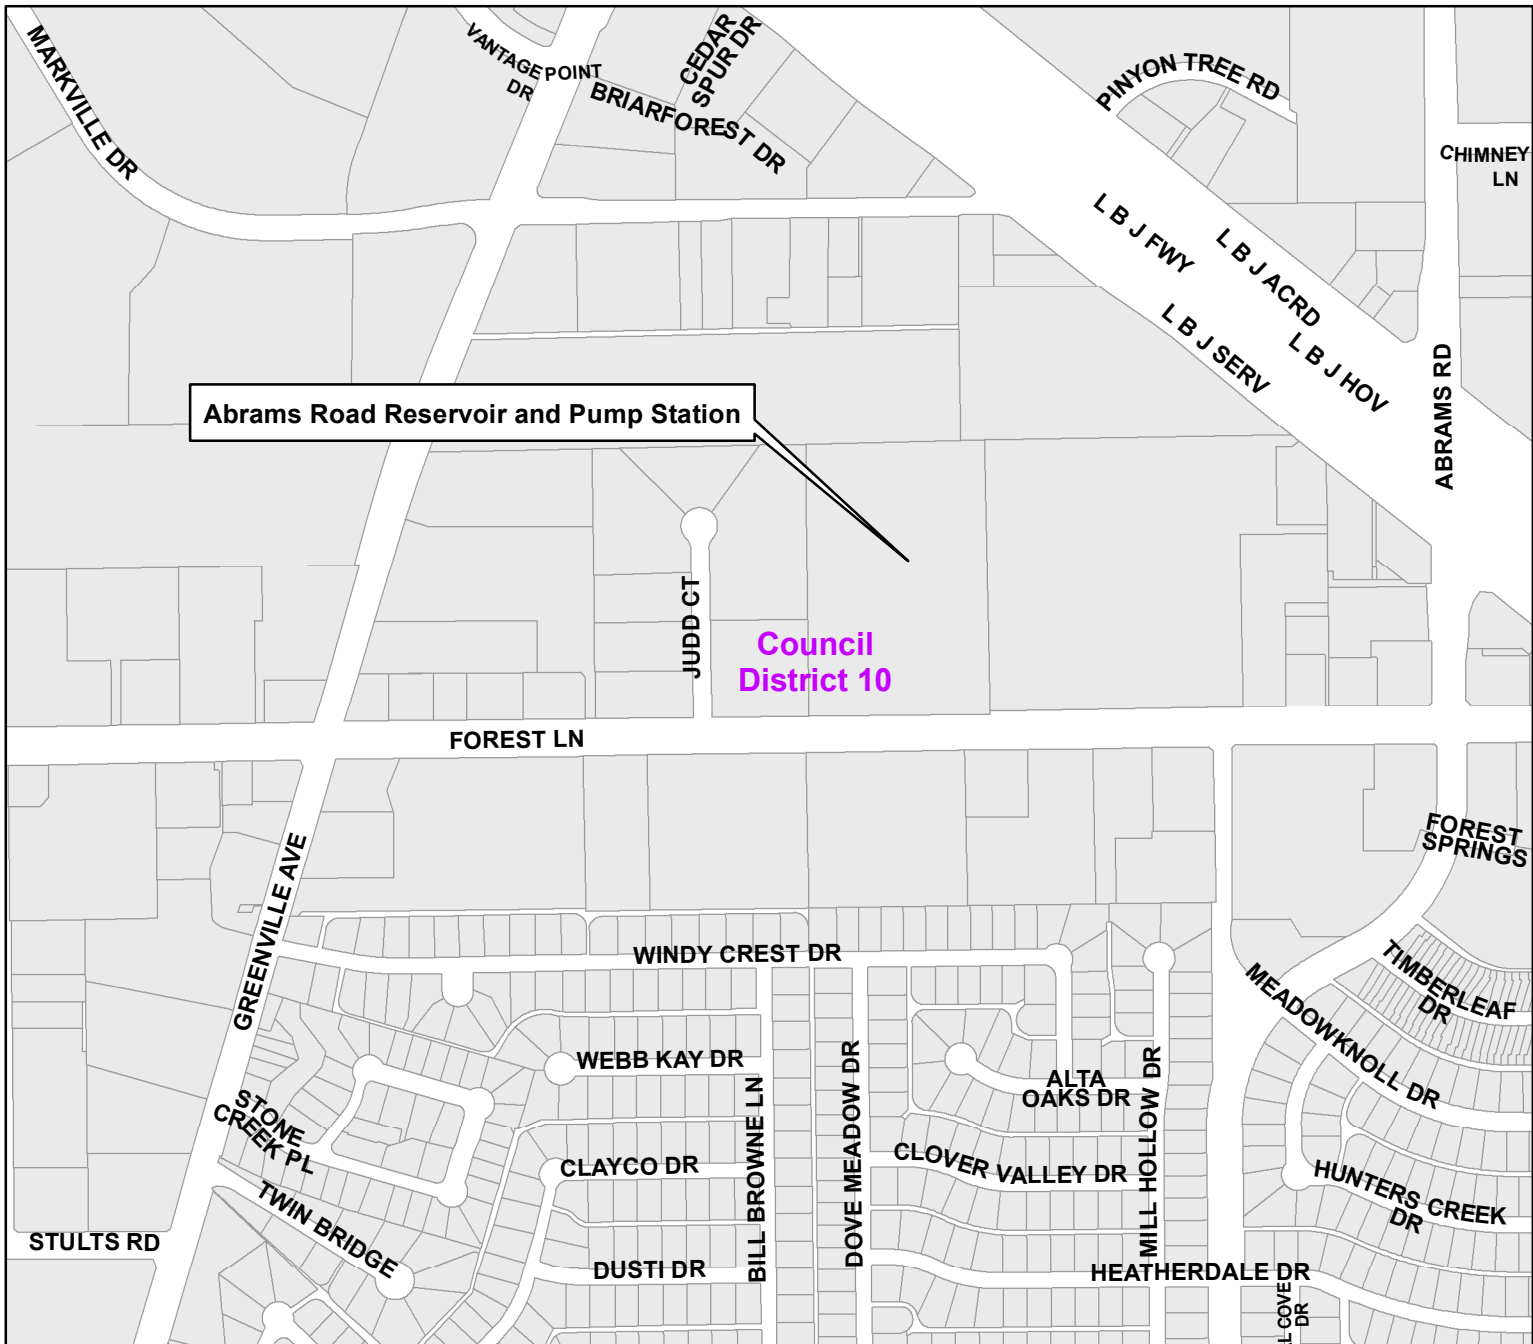 MARKVILLE DR
VANTAGE POINT
DR
CEDAR
SPUR DR
BRIARFOREST DR
PINYON TREE RD
CHIMNEY
LN
L B J FWY
L B J ACRD
L B J SERV
L B J HOV
ABRAMS RD
Abrams Road Reservoir and Pump Station
JUDD CT
Council
District 10
FOREST LN
GREENVILLE AVE
FOREST
SPRINGS
WINDY CREST DR
TIMBERLEAF
DR
MEADOWKNOLL DR
WEBB KAY DR
ALTA
OAKS DR
STONE
CREEK PL
BILL BROWNE LN
DOVE MEADOW DR
MILL HOLLOW DR
CLAYCO DR
CLOVER VALLEY DR
HUNTERS CREEK
DR
TWIN BRIDGE
STULTS RD
DUSTI DR
HEATHERDALE DR
LCOVE
DR